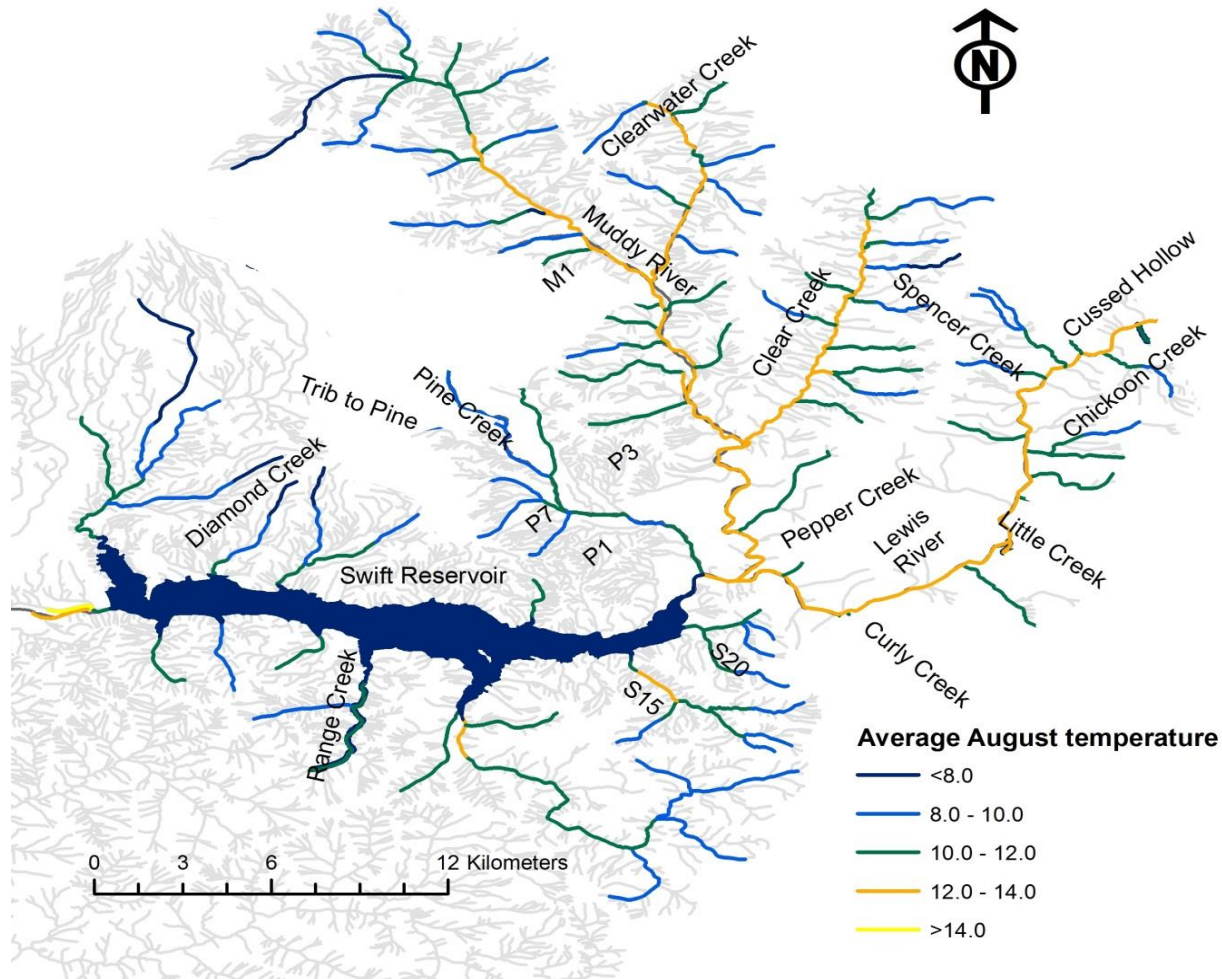 N
Clearwater Creek
Muddy River
M1
Clear Creek
Spencer Creek
Cussed Hollow
Chickoon Creek
Trib to Pine
Pine Creek
P3
Diamond Creek
P7
P1
Pepper Creek
Lewis
River
Little Creek
Swift Reservoir
Curly Creek
S20
S15
Range Creek
Average August temperature
<8.0
8.0 - 10.0
10.0 - 12.0
12.0 - 14.0
>14.0
0 3 6 12 Kilometers